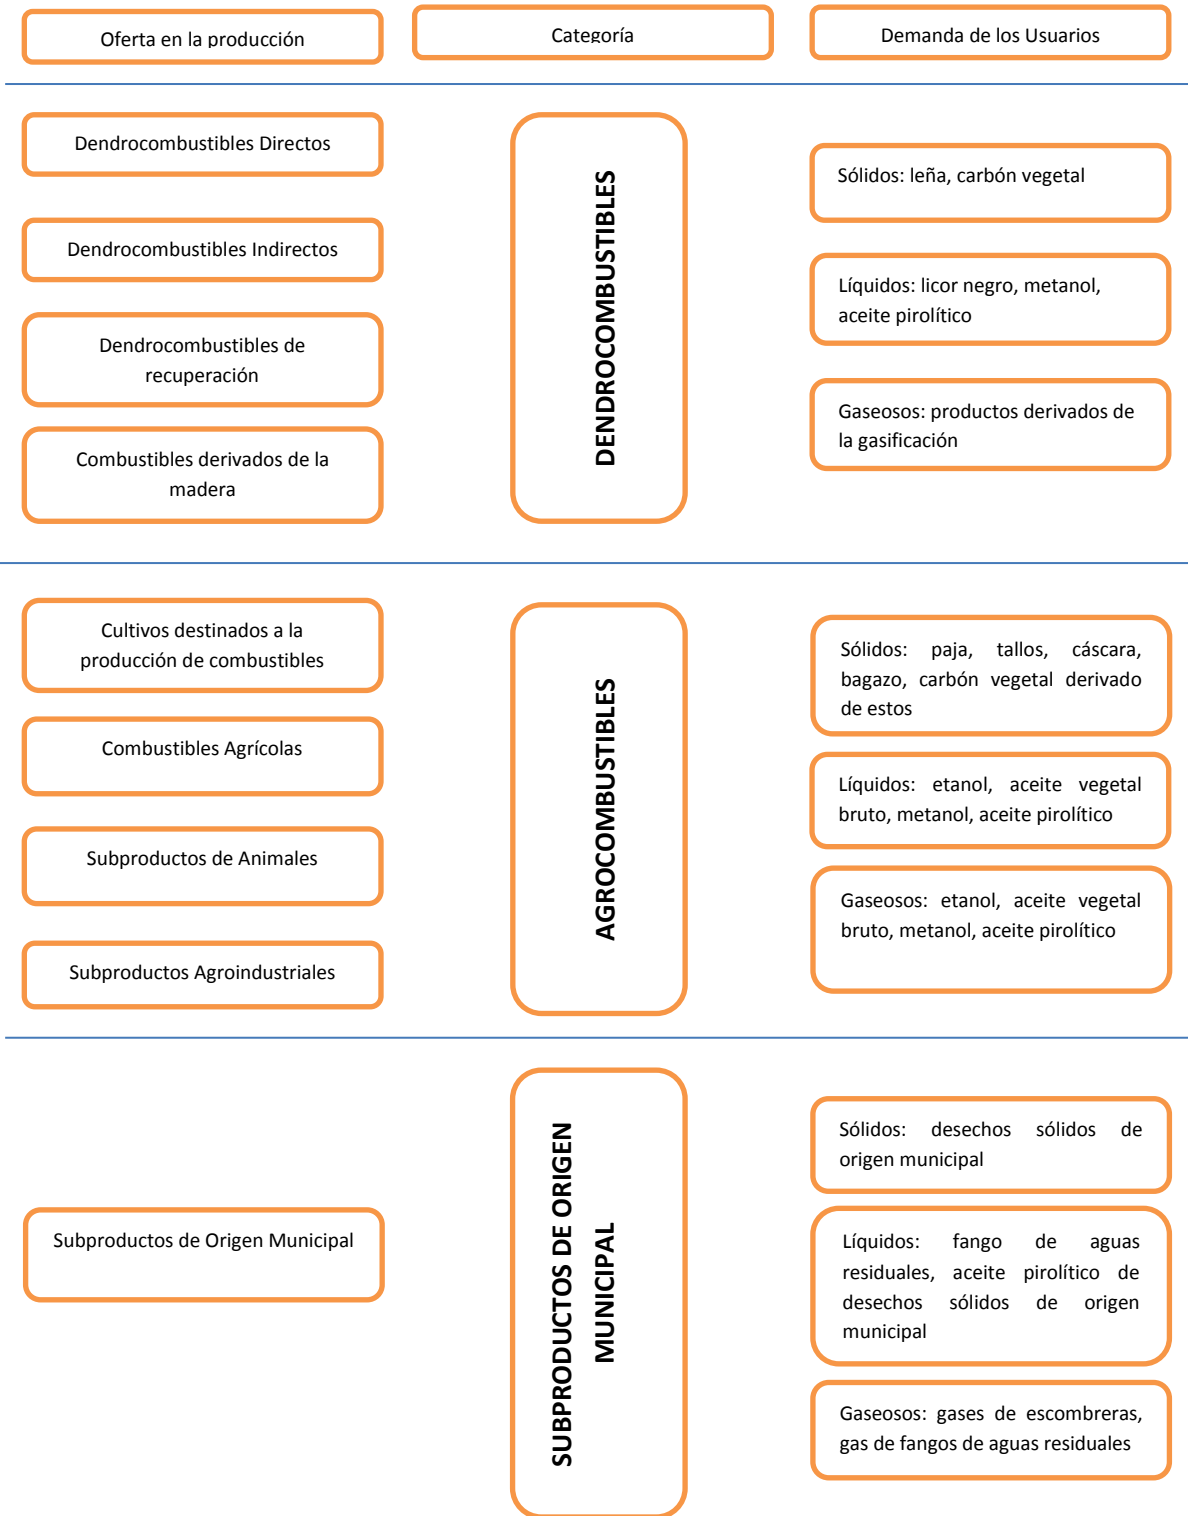 Oferta en la producción
Categoría
Demanda de los Usuarios
Dendrocombustibles Directos
Dendrocombustibles Indirectos
Dendrocombustibles de
recuperación
Combustibles derivados de la
madera
DENDROCOMBUSTIBLES
Sólidos: leña, carbón vegetal
Líquidos: licor negro, metanol,
aceite pirolítico
Gaseosos: productos derivados de
la gasificación
Cultivos destinados a la
producción de combustibles
Combustibles Agrícolas
Subproductos de Animales
Subproductos Agroindustriales
AGROCOMBUSTIBLES
Sólidos: paja, tallos, cáscara,
bagazo, carbón vegetal derivado
de estos
Líquidos: etanol, aceite vegetal
bruto, metanol, aceite pirolítico
Gaseosos: etanol, aceite vegetal
bruto, metanol, aceite pirolítico
Subproductos de Origen Municipal
SUBPRODUCTOS DE ORIGEN
MUNICIPAL
Sólidos: desechos sólidos de
origen municipal
Líquidos: fango de aguas
residuales, aceite pirolítico de
desechos sólidos de origen
municipal
Gaseosos: gases de escombreras,
gas de fangos de aguas residuales